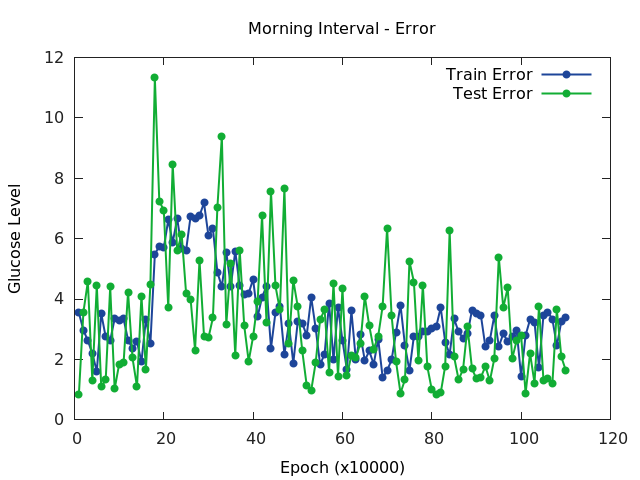 Morning Interval - Error
Train Error
Test Error
12
10
8
6
4
2
0
Glucose Level
0 20 40 60 80 100 120
Epoch (x10000)